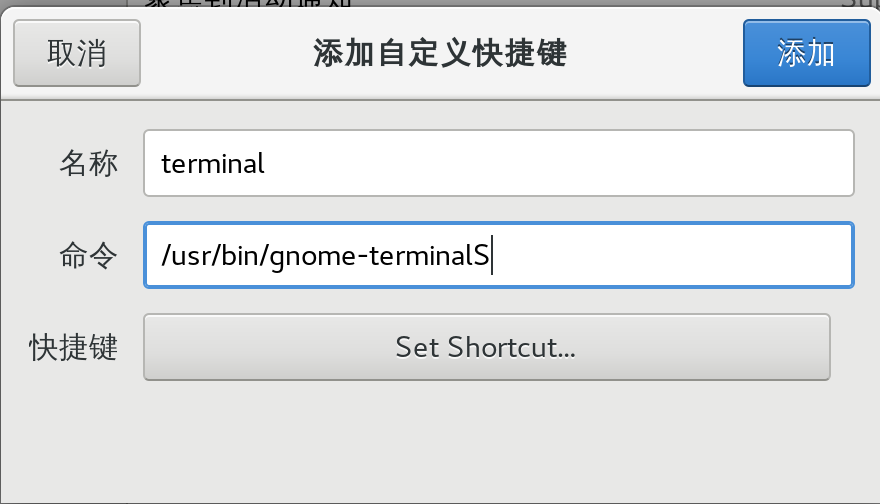 取消
添加自定义快捷键
添加
名称
terminal
命令
/usr/bin/gnome-terminalS
快捷键
Set Shortcut...